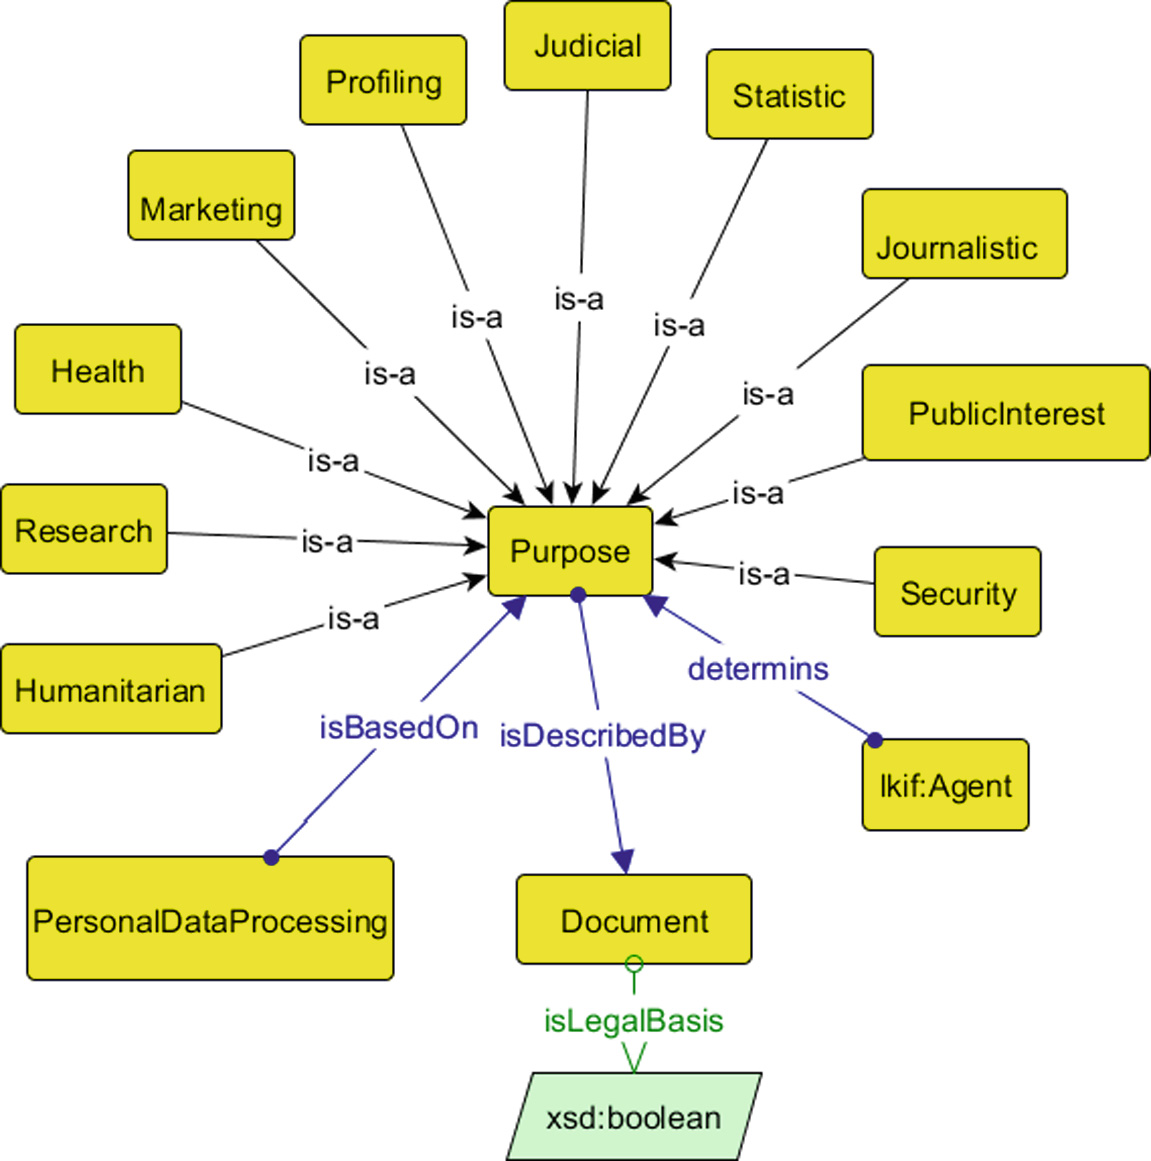 Judicial
Profiling
Statistic
Marketing
Journalistic
is-a
is-a
is-a
Health
is-a
is-a
PublicInterest
is-a
is-a
Research
is-a
Purpose
is-a
Security
is-a
Humanitarian
determins
isBasedOn
isDescribedBy
lkif:Agent
PersonalDataProcessing
Document
isLegalBasis
xsd:boolean